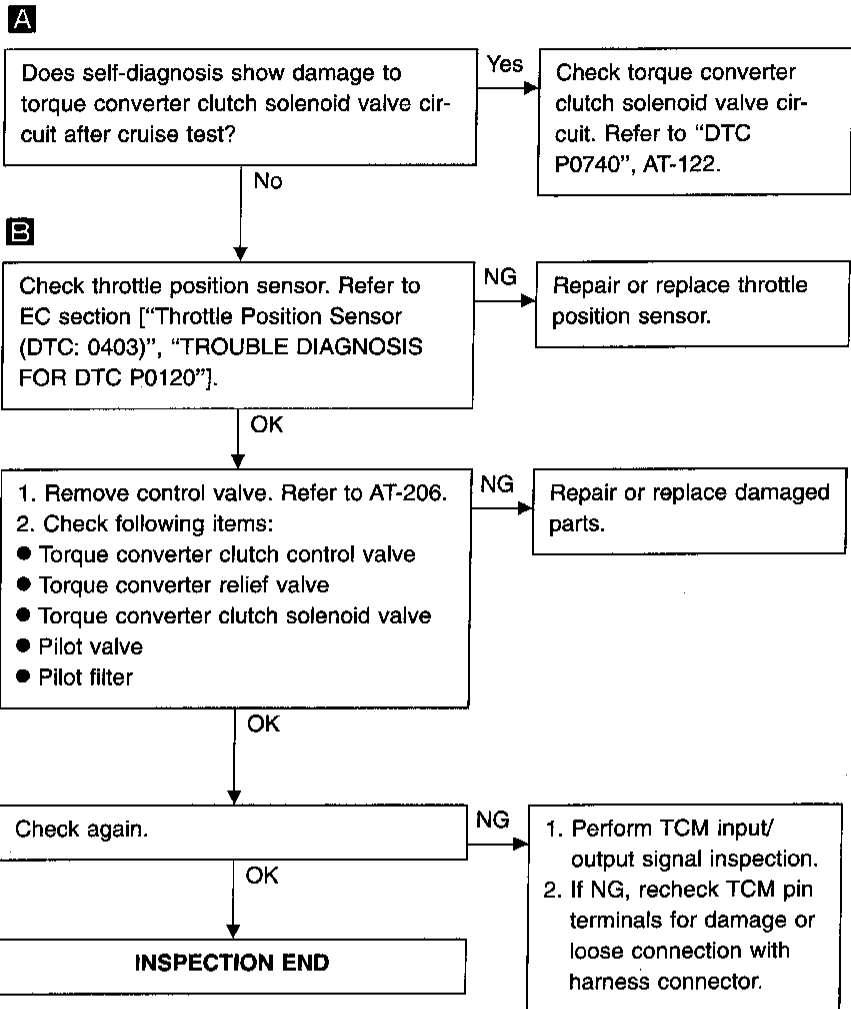 A
Does self-diagnosis show damage to
torque converter clutch solenoid valve cir-
cuit after cruise test?
Yes
Check torque converter
clutch solenoid valve cir-
cuit. Refer to “DTC
P0740”, AT-122.
No
B
Check throttle position sensor. Refer to
EC section [“Throttle Position Sensor
(DTC: 0403)”, “TROUBLE DIAGNOSIS
FOR DTC P0120”].
NG
Repair or replace throttle
position sensor.
OK
1. Remove control valve. Refer to AT-206.
2. Check following items:
● Torque converter clutch control valve
● Torque converter relief valve
● Torque converter clutch solenoid valve
● Pilot valve
● Pilot filter
NG
Repair or replace damaged
parts.
OK
Check again.
NG
1. Perform TCM input/
output signal inspection.
2. If NG, recheck TCM pin
terminals for damage or
loose connection with
harness connector.
OK
INSPECTION END